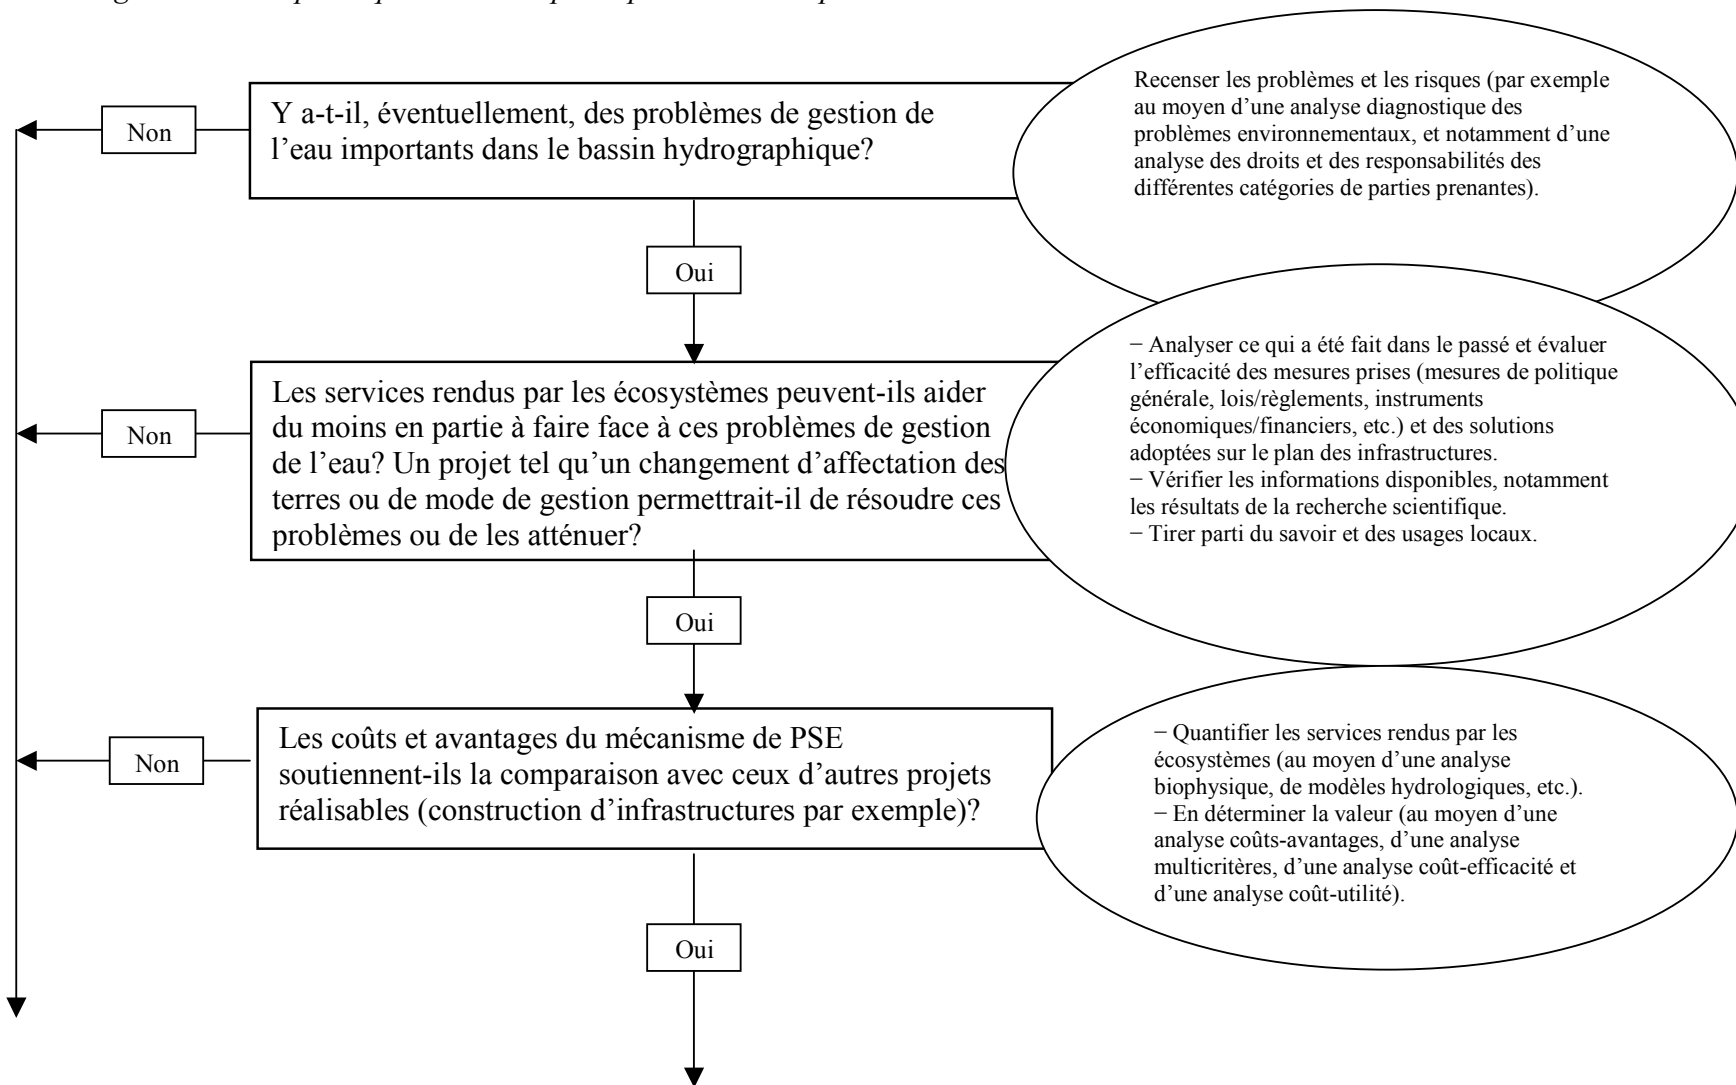 Non
Y a-t-il, éventuellement, des problèmes de gestion de
l’eau importants dans le bassin hydrographique?
Recenser les problèmes et les risques (par exemple
au moyen d’une analyse diagnostique des
problèmes environnementaux, et notamment d’une
analyse des droits et des responsabilités des
différentes catégories de parties prenantes).
Oui
Non
Les services rendus par les écosystèmes peuvent-ils aider
du moins en partie à faire face à ces problèmes de gestion
de l’eau? Un projet tel qu’un changement d’affectation des
terres ou de mode de gestion permettrait-il de résoudre ces
problèmes ou de les atténuer?
− Analyser ce qui a été fait dans le passé et évaluer
l’efficacité des mesures prises (mesures de politique
générale, lois/règlements, instruments
économiques/financiers, etc.) et des solutions
adoptées sur le plan des infrastructures.
− Vérifier les informations disponibles, notamment
les résultats de la recherche scientifique.
− Tirer parti du savoir et des usages locaux.
Oui
Non
Les coûts et avantages du mécanisme de PSE
soutiennent-ils la comparaison avec ceux d’autres projets
réalisables (construction d’infrastructures par exemple)?
− Quantifier les services rendus par les
écosystèmes (au moyen d’une analyse
biophysique, de modèles hydrologiques, etc.).
− En déterminer la valeur (au moyen d’une
analyse coûts-avantages, d’une analyse
multicritères, d’une analyse coût-efficacité et
d’une analyse coût-utilité).
Oui